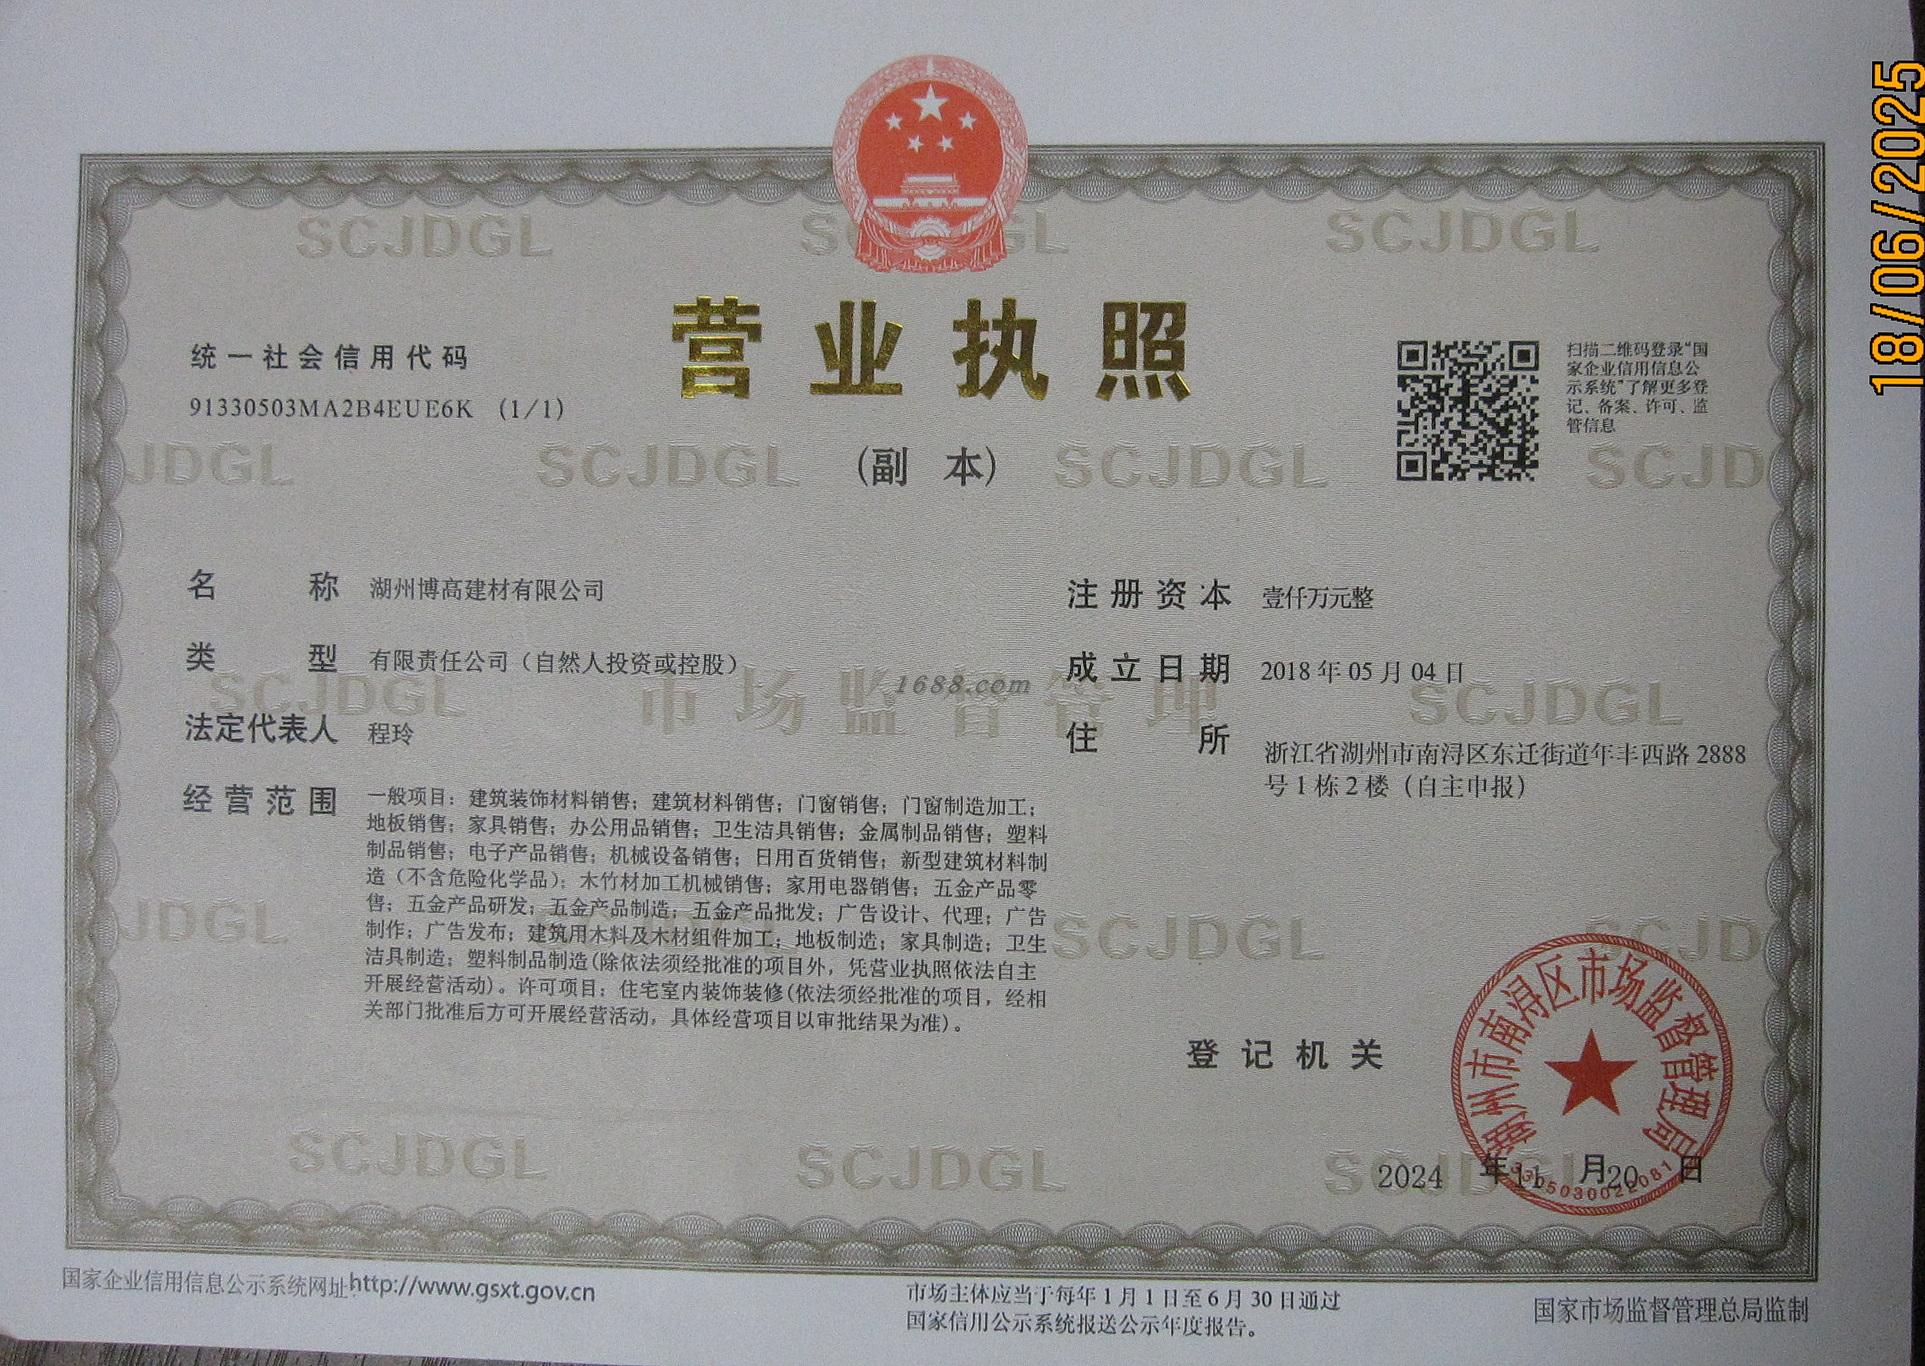 18/06/2025
营业执照
(副 本)
统一社会信用代码
91330503MA2B4EUE6K (1/1)
扫描二维码登录“国
家企业信用信息公
示系统”了解更多登
记、备案、许可、监
管信息
名 称 湖州博高建材有限公司
类 型 有限责任公司（自然人投资或控股）
法定代表人 程玲
经营范围 一般项目：建筑装饰材料销售；建筑材料销售；门窗销售；门窗制造加工；
地板销售；家具销售；办公用品销售；卫生洁具销售；金属制品销售；塑料
制品销售；电子产品销售；机械设备销售；日用百货销售；新型建筑材料制
造（不含危险化学品）；木竹材加工机械销售；家用电器销售；五金产品零
售；五金产品研发；五金产品制造；五金产品批发；广告设计、代理；广告
制作；广告发布；建筑用木料及木材组件加工；地板制造；家具制造；卫生
洁具制造；塑料制品制造(除依法须经批准的项目外，凭营业执照依法自主
开展经营活动)。许可项目：住宅室内装饰装修(依法须经批准的项目，经相
关部门批准后方可开展经营活动，具体经营项目以审批结果为准)。
注册资本 壹仟万元整
成立日期 2018年05月04日
住 所 浙江省湖州市南浔区东迁街道年丰西路2888
号1栋2楼（自主申报）
登记机关
湖州市南浔区市场监督管理局
3305030022081
2024 年11 月20 日
SCJDGL SCJDGL SCJDGL
JDGL SCJDGL SCJDGL SCJD
SCJDGL 市场监督管理 SCJDGL
1688.com
JDGL SCJDGL SCJD
SCJDGL SCJDGL SCJDGL
国家企业信用信息公示系统网址:http://www.gsxt.gov.cn
市场主体应当于每年1月1日至6月30日通过
国家信用公示系统报送公示年度报告。
国家市场监督管理总局监制